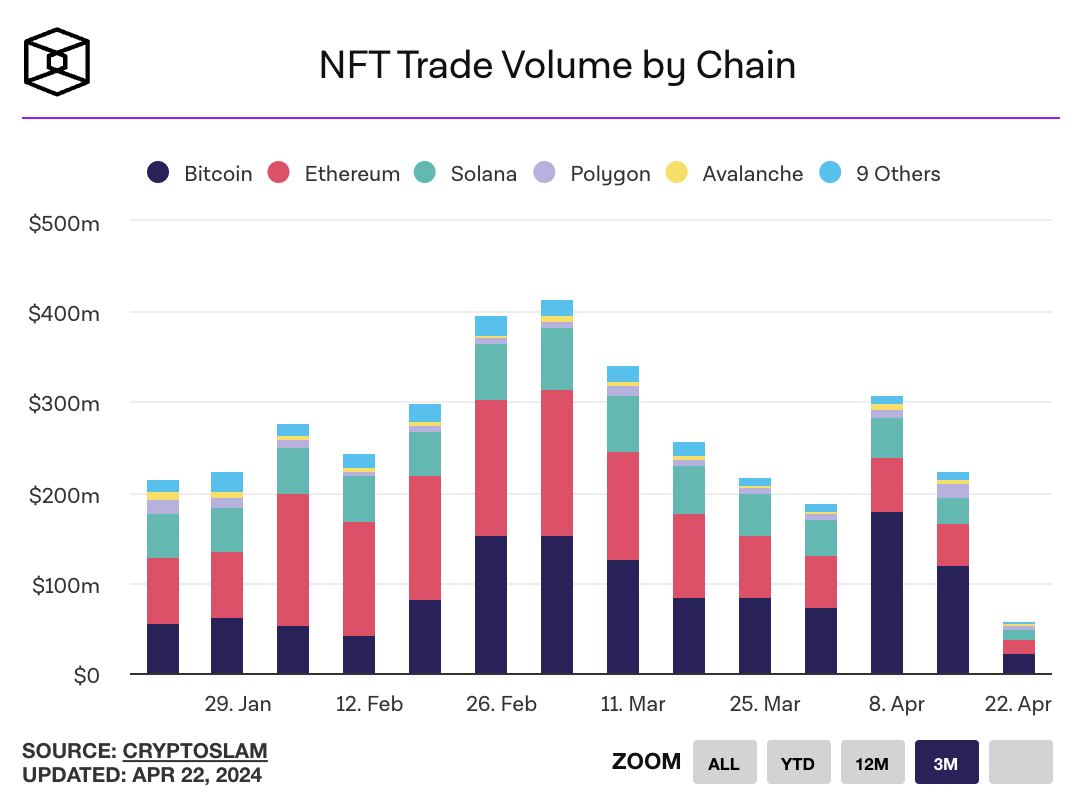 NFT Trade Volume by Chain
Bitcoin Ethereum Solana Polygon Avalanche 9 Others
$500m
$400m
$300m
$200m
$100m
$0
29. Jan 12. Feb 26. Feb 11. Mar 25. Mar 8. Apr 22. Apr
SOURCE: CRYPTOSLAM
UPDATED: APR 22, 2024
ZOOM ALL YTD 12M 3M